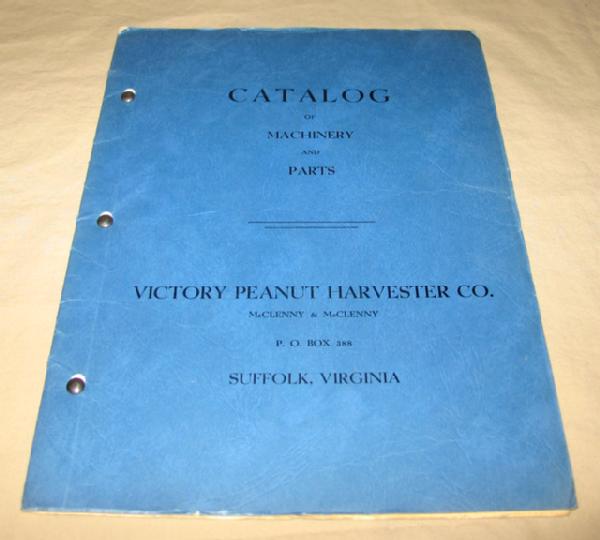 CATALOG
OF
MACHINERY
AND
PARTS
VICTORY PEANUT HARVESTER CO.
McCLENNY & McCLENNY
P. O. BOX 388
SUFFOLK, VIRGINIA